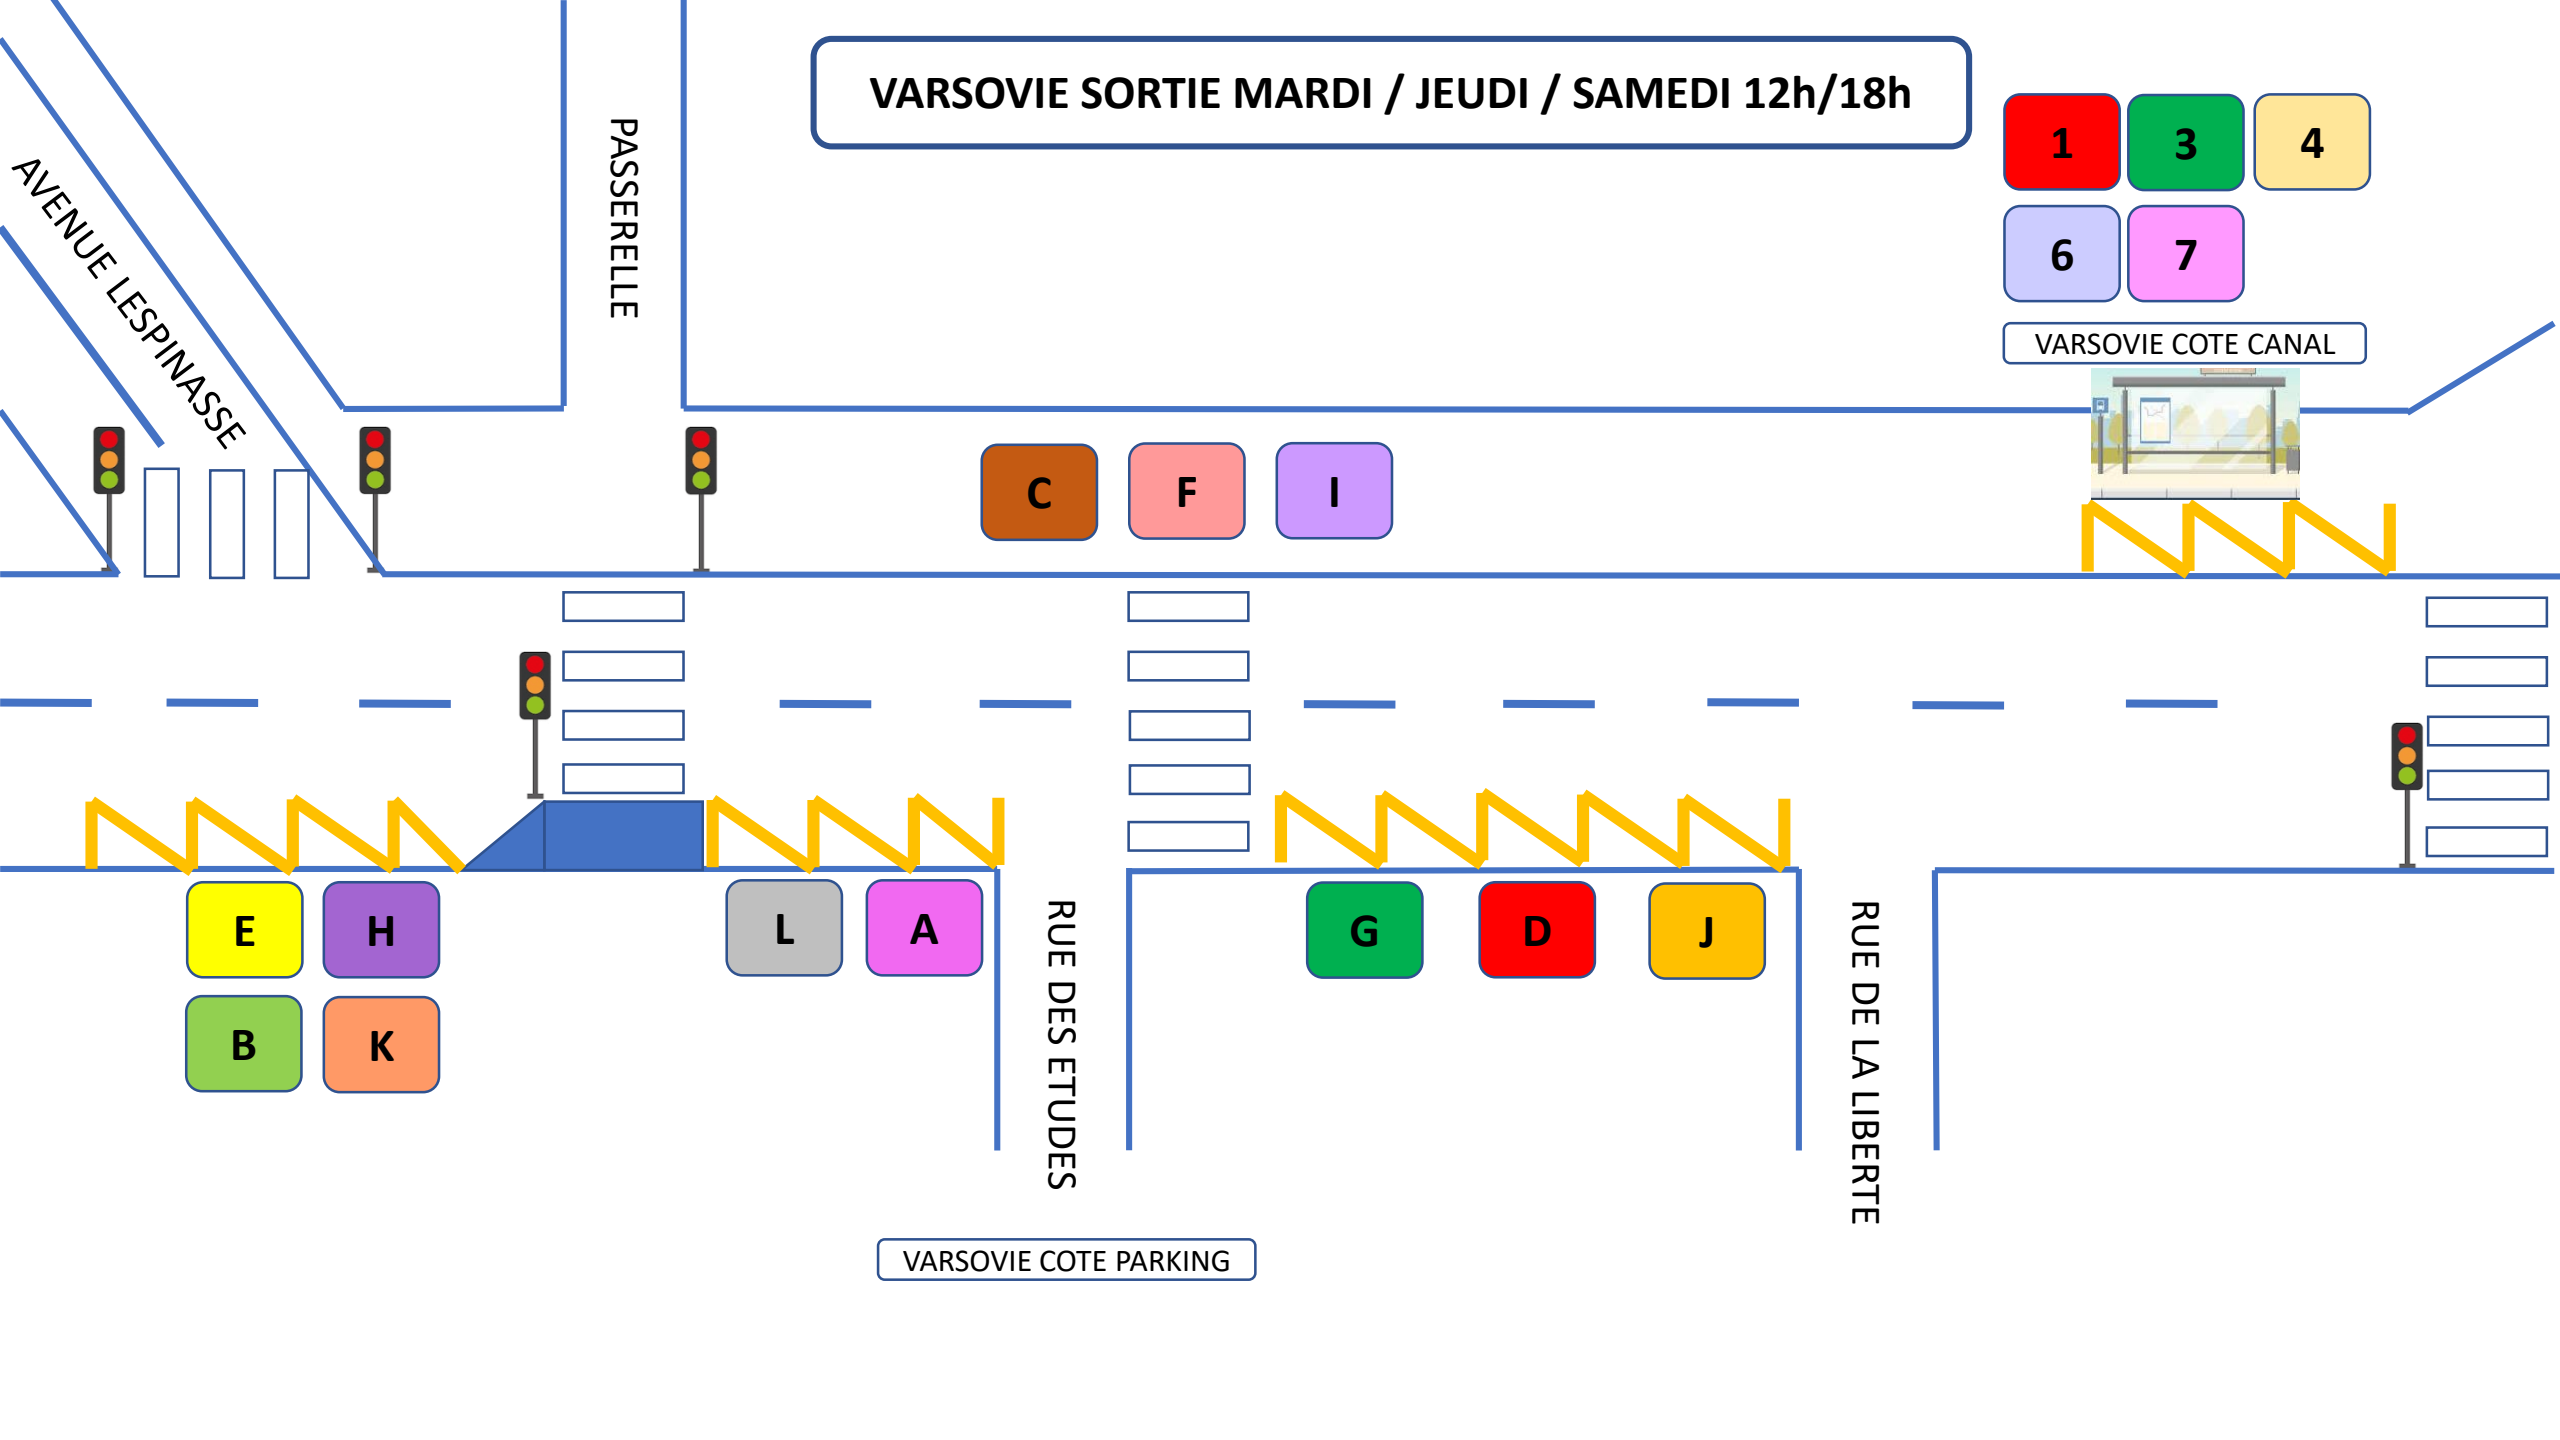 VARSOVIE SORTIE MARDI / JEUDI / SAMEDI 12h/18h
1 3 4
6 7
VARSOVIE COTE CANAL
PASSERELLE
AVENUE LESPINASSE
C F I
E H
B K
L A
G D J
RUE DES ETUDES
RUE DE LA LIBERTE
VARSOVIE COTE PARKING